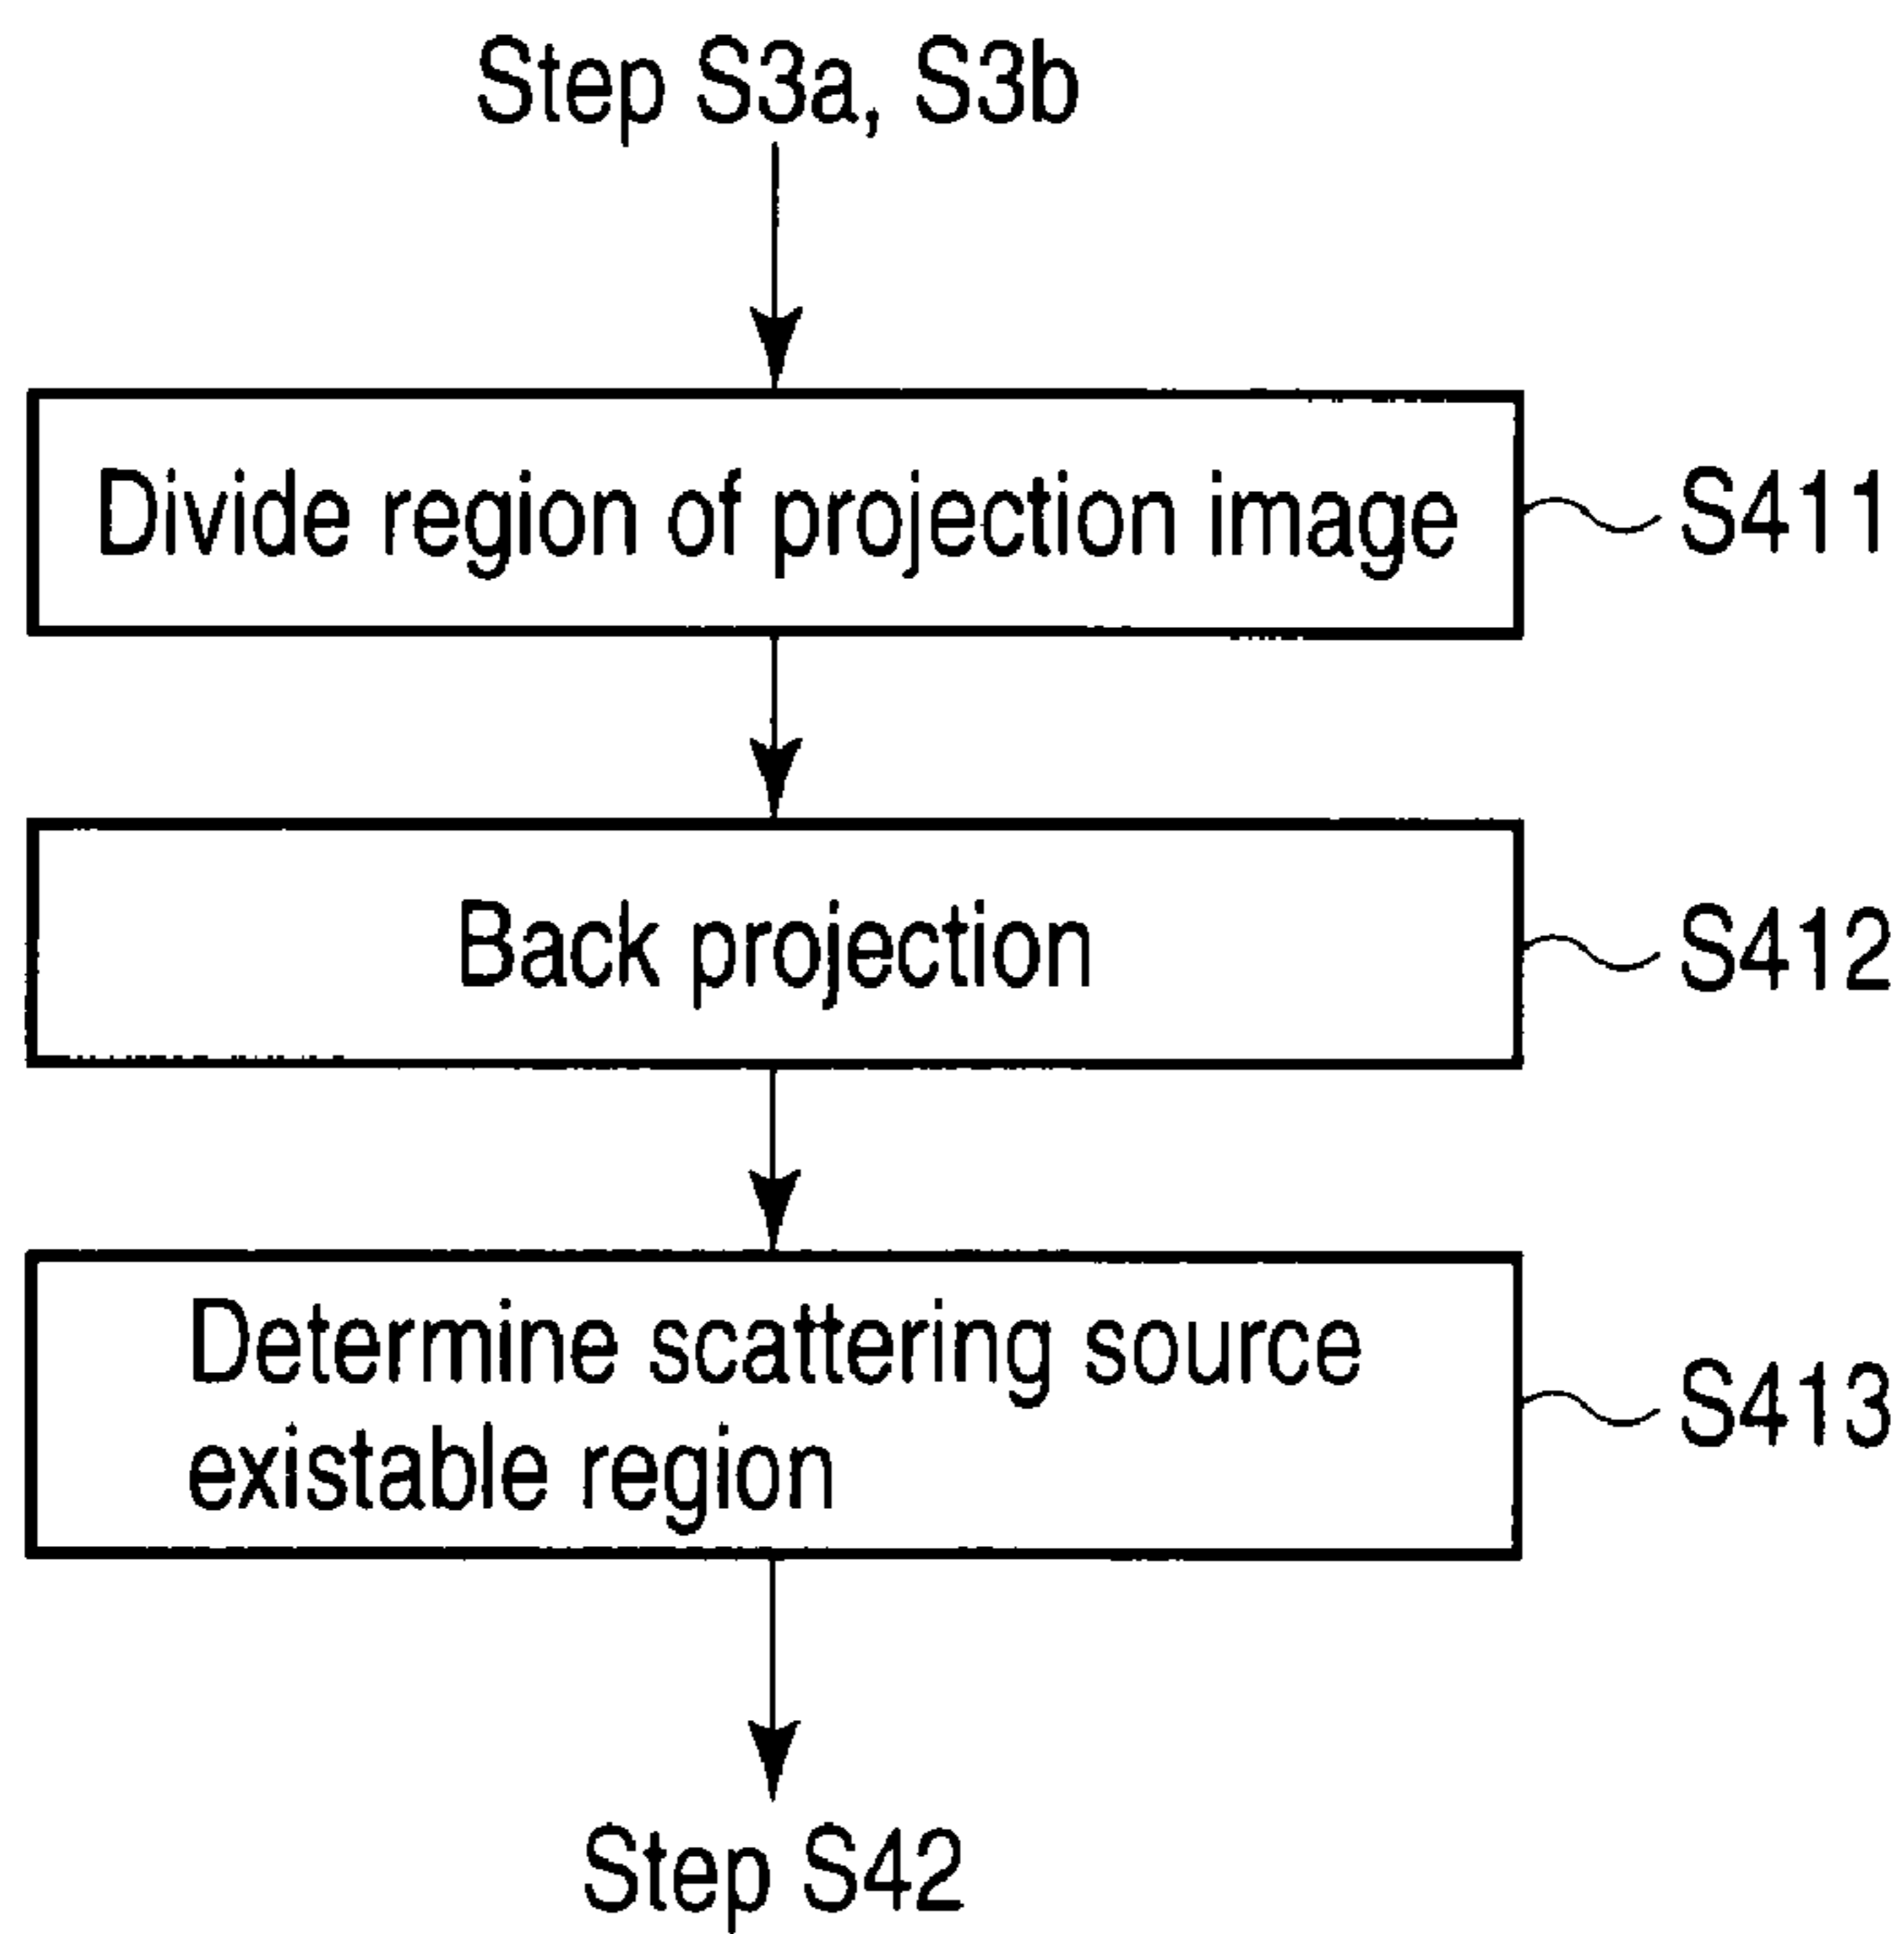 Step S3a, S3b
Divide region of projection image
S411
Back projection
S412
Determine scattering source
existable region
S413
Step S42